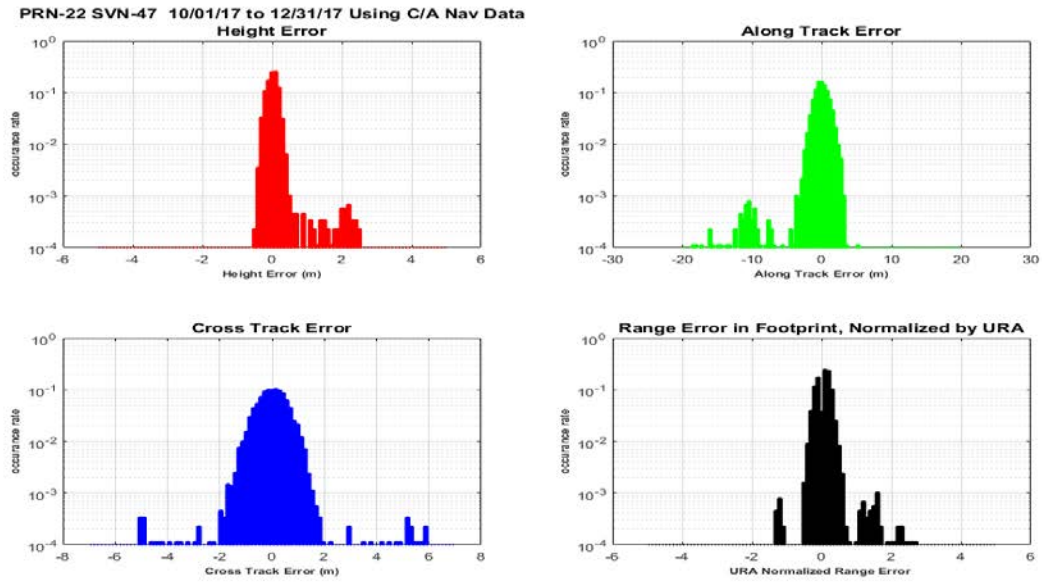 PRN-22 SVN-47 10/01/17 to 12/31/17 Using C/A Nav Data
Height Error
10^0
10^-1
10^-2
10^-3
10^-4
occurance rate
-6 -4 -2 0 2 4 6
Height Error (m)
Along Track Error
10^0
10^-1
10^-2
10^-3
10^-4
occurance rate
-30 -20 -10 0 10 20 30
Along Track Error (m)
Cross Track Error
10^0
10^-1
10^-2
10^-3
10^-4
occurance rate
-8 -6 -4 -2 0 2 4 6 8
Cross Track Error (m)
Range Error in Footprint, Normalized by URA
10^0
10^-1
10^-2
10^-3
10^-4
occurance rate
-6 -4 -2 0 2 4 6
URA Normalized Range Error